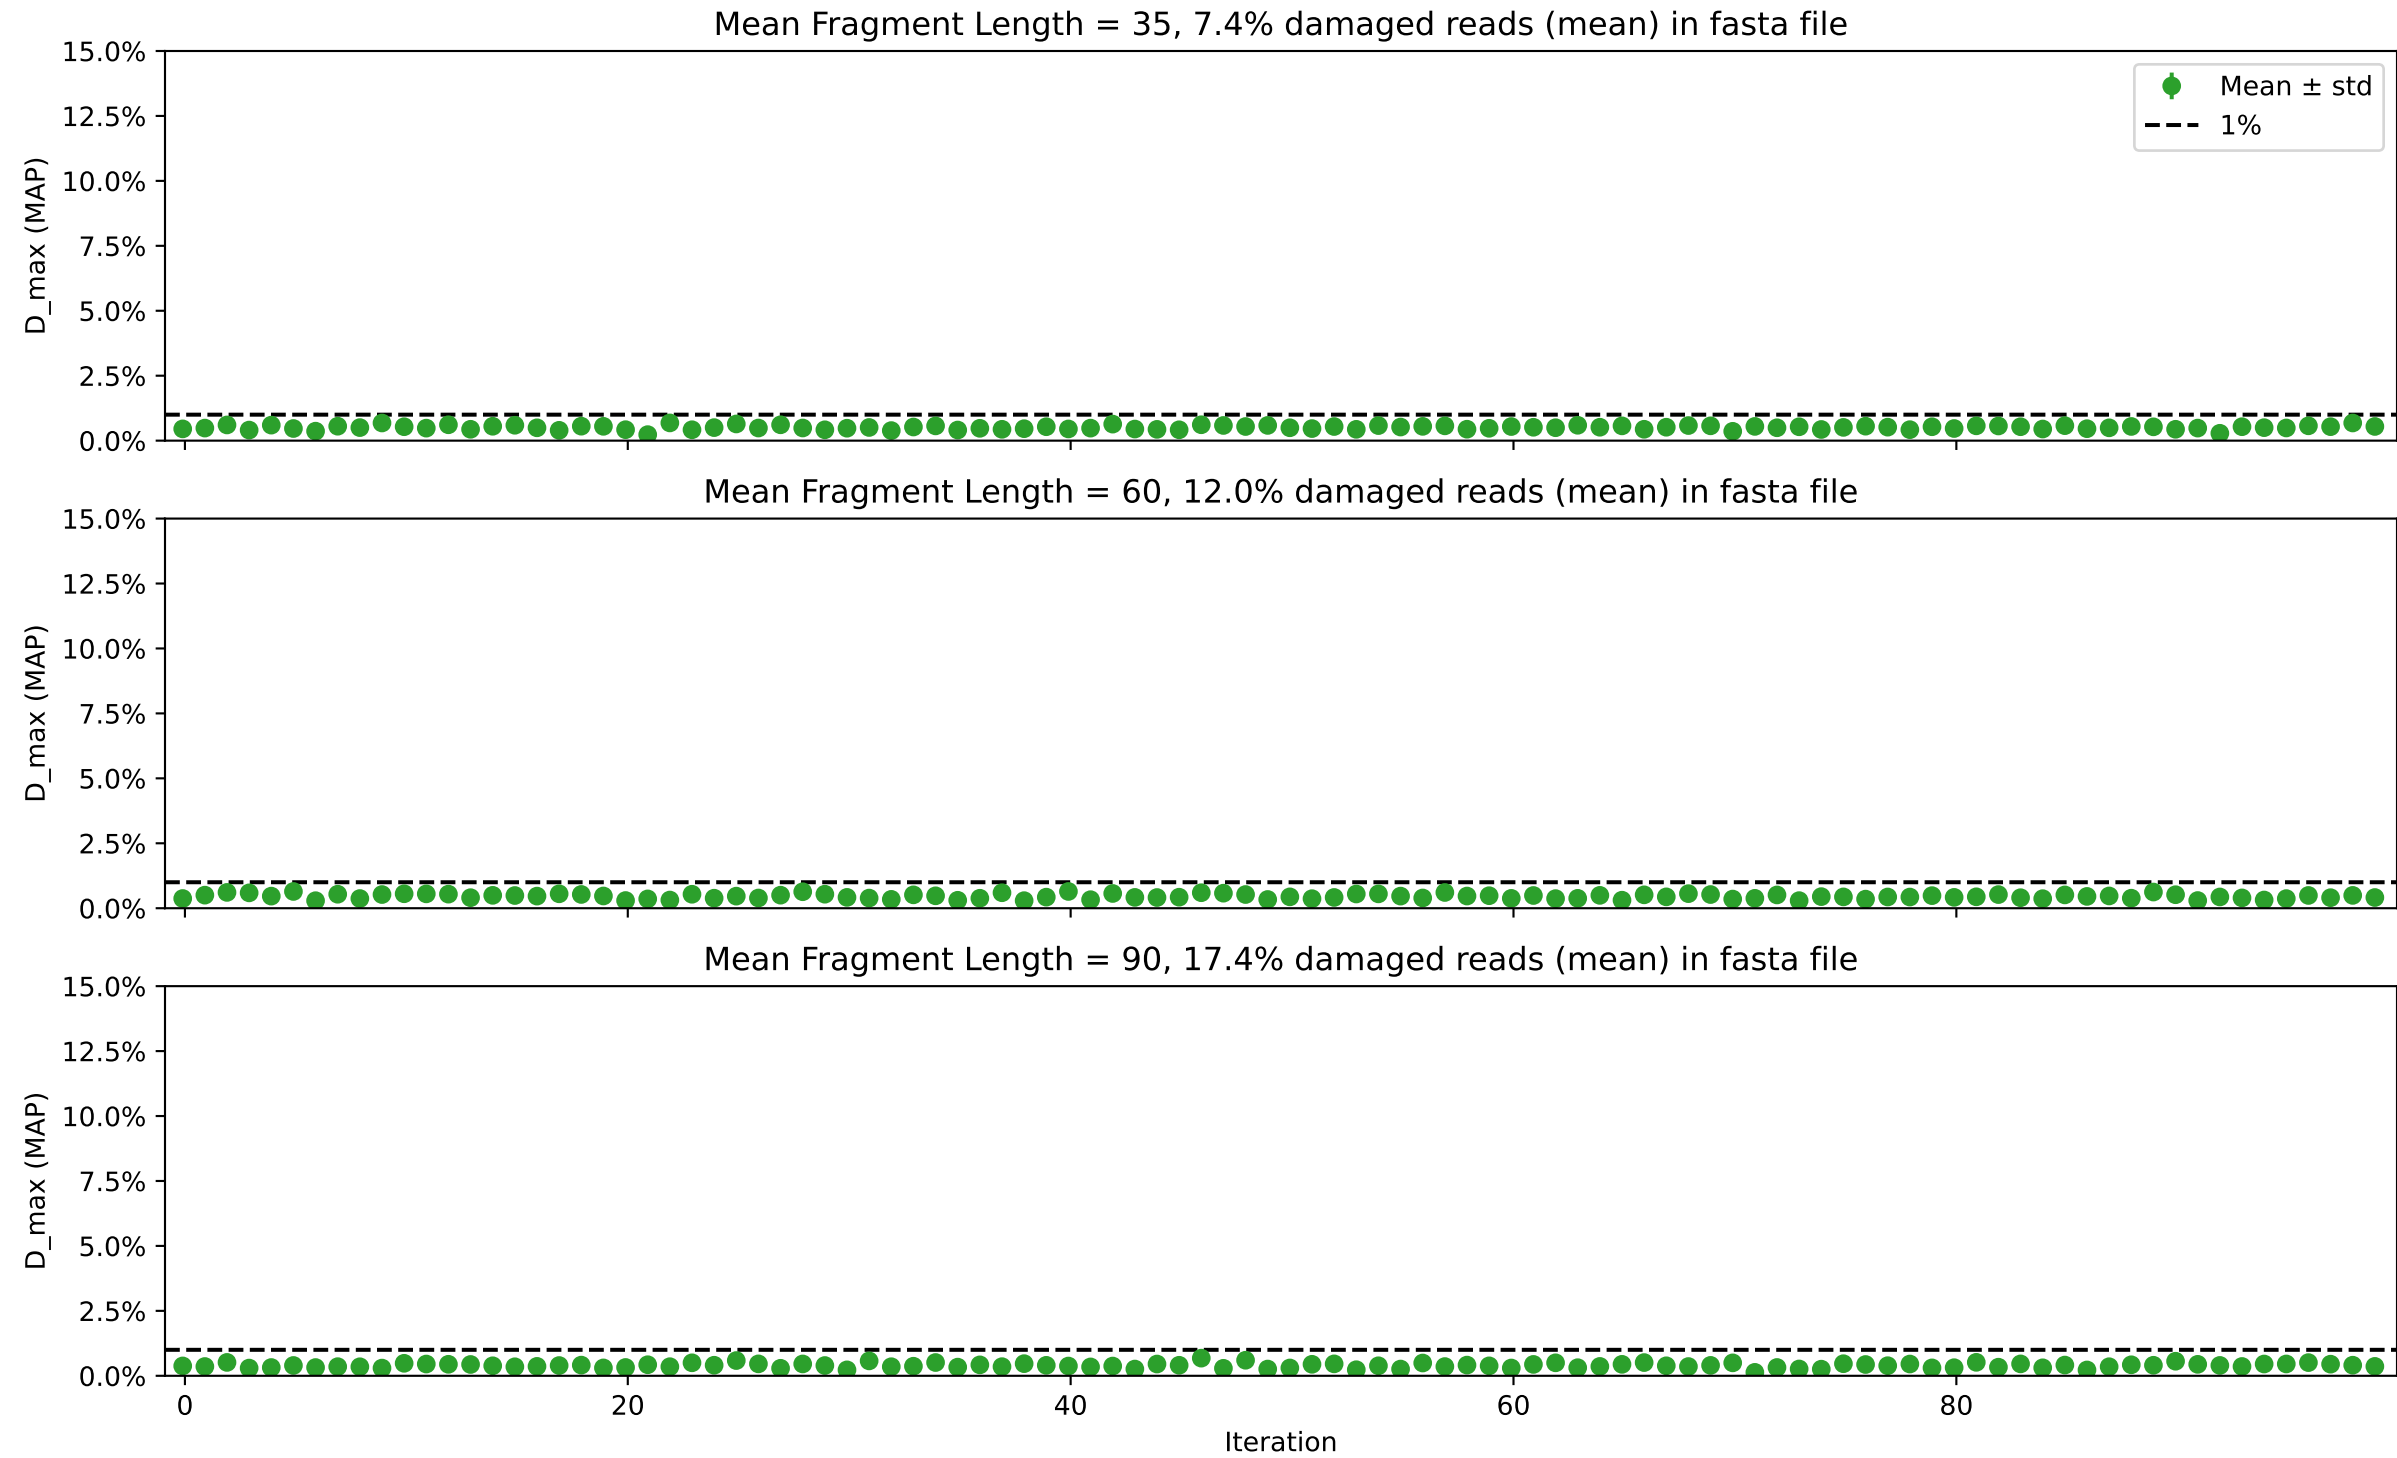 Mean Fragment Length = 35, 7.4% damaged reads (mean) in fasta file
15.0%
12.5%
10.0%
7.5%
5.0%
2.5%
0.0%
D_max (MAP)
Mean ± std
1%
Mean Fragment Length = 60, 12.0% damaged reads (mean) in fasta file
15.0%
12.5%
10.0%
7.5%
5.0%
2.5%
0.0%
D_max (MAP)
Mean Fragment Length = 90, 17.4% damaged reads (mean) in fasta file
15.0%
12.5%
10.0%
7.5%
5.0%
2.5%
0.0%
D_max (MAP)
0 20 40 60 80
Iteration